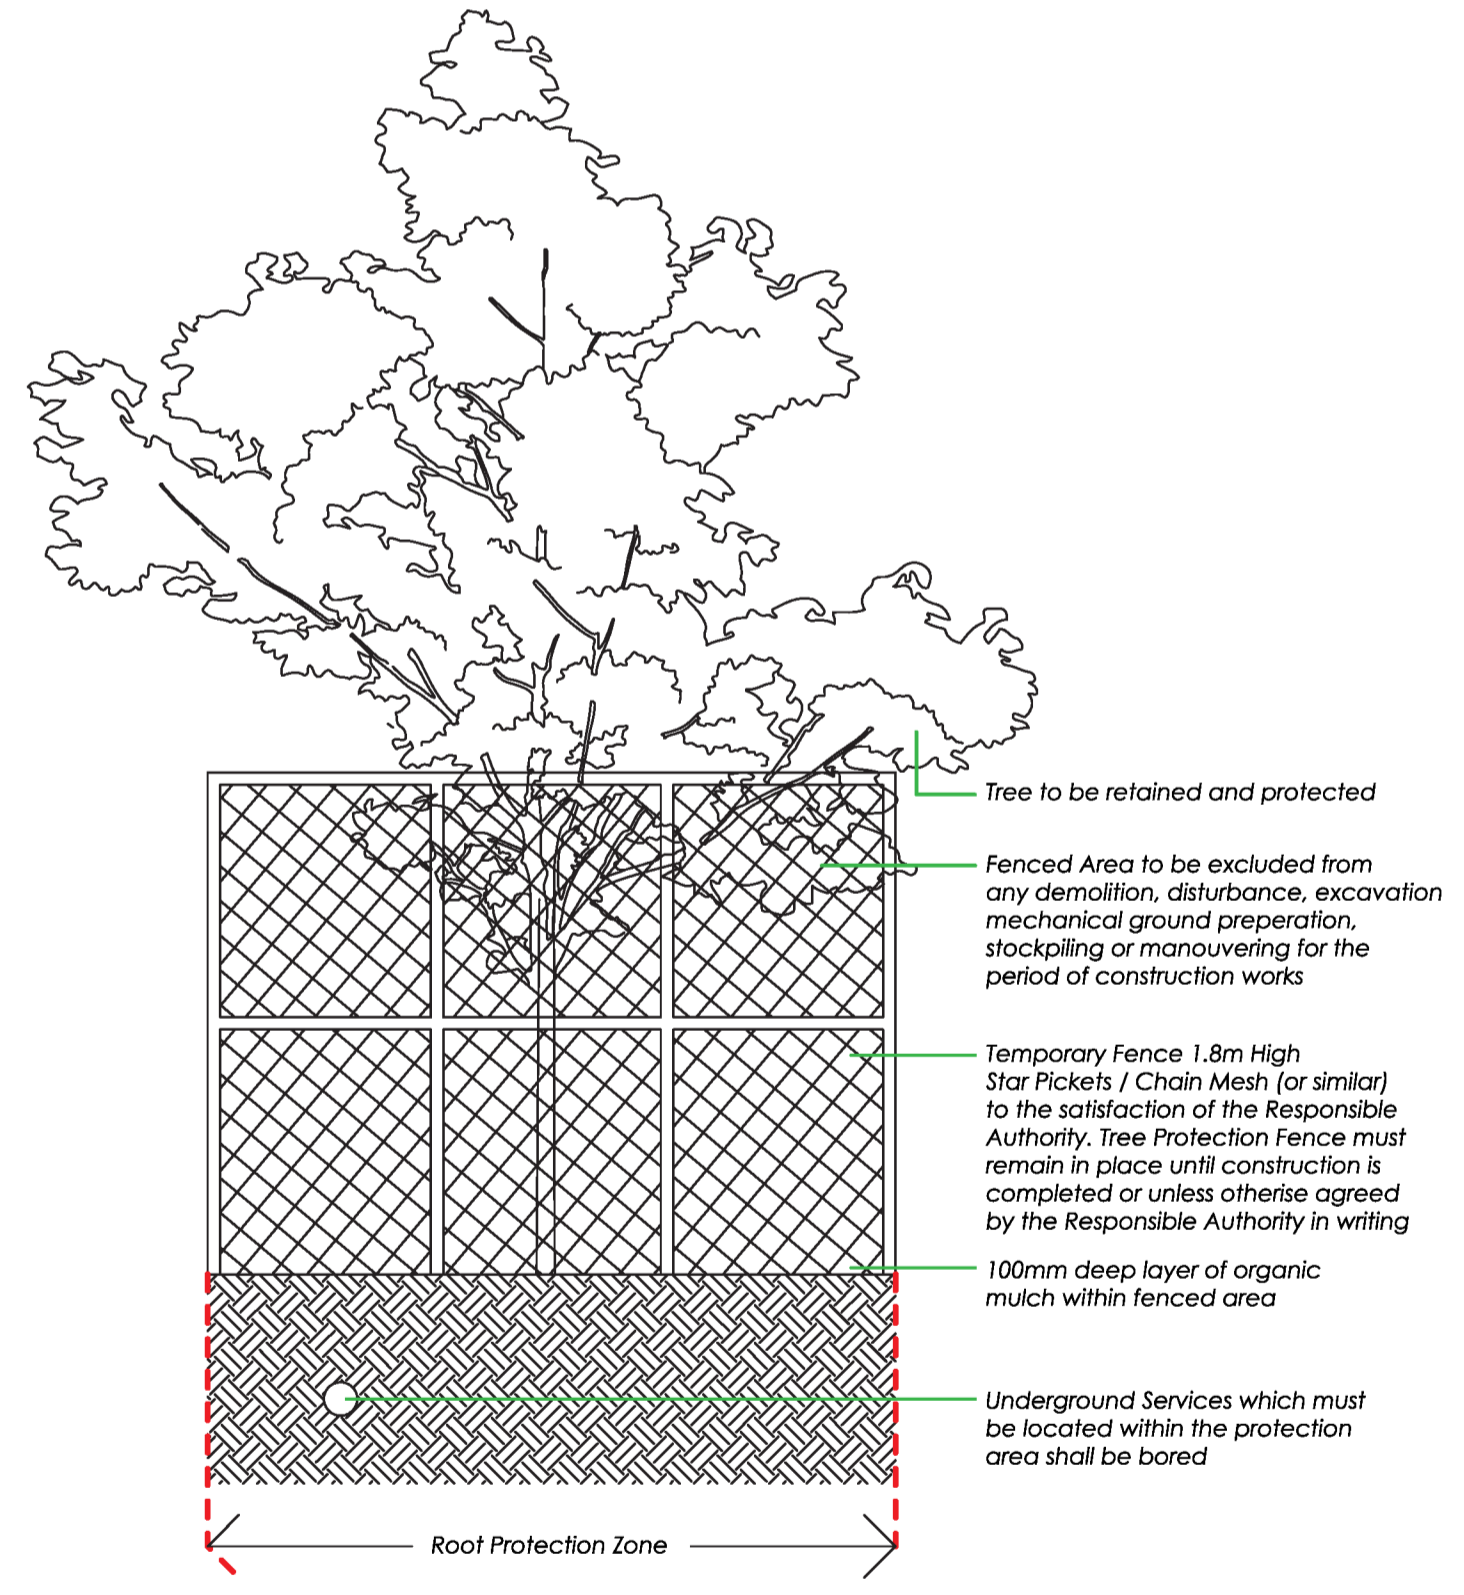 Tree to be retained and protected
Fenced Area to be excluded from
any demolition, disturbance, excavation
mechanical ground preperation,
stockpiling or manouvering for the
period of construction works
Temporary Fence 1.8m High
Star Pickets / Chain Mesh (or similar)
to the satisfaction of the Responsible
Authority. Tree Protection Fence must
remain in place until construction is
completed or unless otherise agreed
by the Responsible Authority in writing
100mm deep layer of organic
mulch within fenced area
Underground Services which must
be located within the protection
area shall be bored
Root Protection Zone